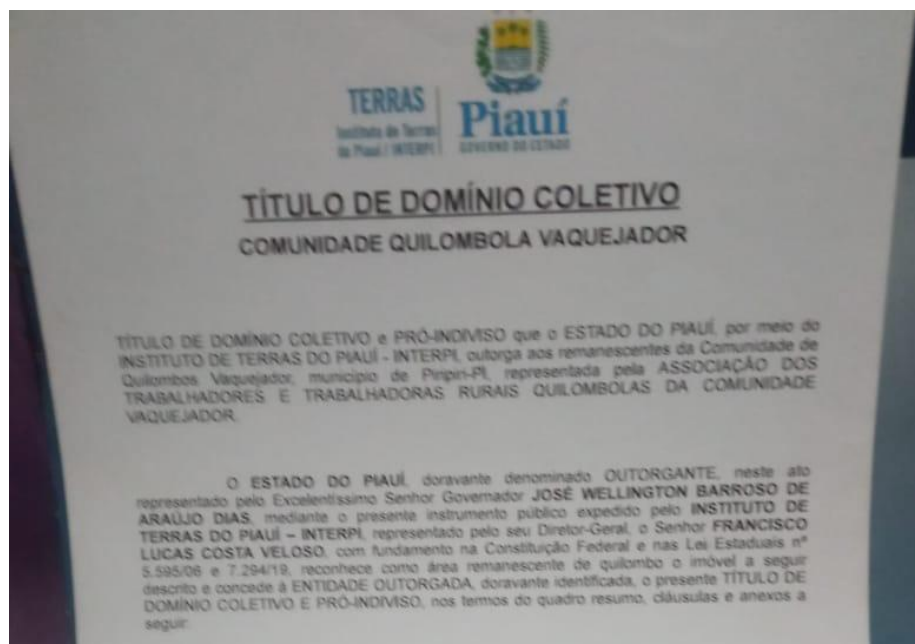 TERRAS
Instituto de Terras
do Piauí / INTERPI
Piauí
GOVERNO DO ESTADO
TÍTULO DE DOMÍNIO COLETIVO
COMUNIDADE QUILOMBOLA VAQUEJADOR
TÍTULO DE DOMÍNIO COLETIVO e PRÓ-INDIVISO que o ESTADO DO PIAUÍ, por meio do
INSTITUTO DE TERRAS DO PIAUÍ - INTERPI, outorga aos remanescentes da Comunidade de
Quilombos Vaquejador, município de Piripiri-PI, representada pela ASSOCIAÇÃO DOS
TRABALHADORES E TRABALHADORAS RURAIS QUILOMBOLAS DA COMUNIDADE
VAQUEJADOR.
O ESTADO DO PIAUÍ, doravante denominado OUTORGANTE, neste ato
representado pelo Excelentíssimo Senhor Governador JOSÉ WELLINGTON BARROSO DE
ARAÚJO DIAS, mediante o presente instrumento público expedido pelo INSTITUTO DE
TERRAS DO PIAUÍ – INTERPI, representado pelo seu Diretor-Geral, o Senhor FRANCISCO
LUCAS COSTA VELOSO, com fundamento na Constituição Federal e nas Lei Estaduais nº
5.595/06 e 7.294/19, reconhece como área remanescente de quilombo o imóvel a seguir
descrito e concede à ENTIDADE OUTORGADA, doravante identificada, o presente TÍTULO DE
DOMÍNIO COLETIVO E PRÓ-INDIVISO, nos termos do quadro resumo, cláusulas e anexos a
seguir: